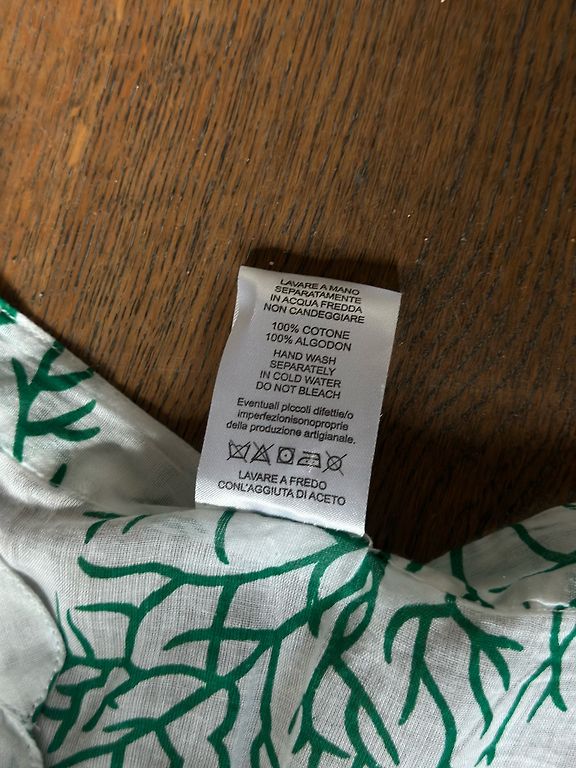 LAVARE A MANO
SEPARATAMENTE
IN ACQUA FREDDA
NON CANDEGGIARE
100% COTONE
100% ALGODON
HAND WASH
SEPARATELY
IN COLD WATER
DO NOT BLEACH
Eventuali piccoli difettie/o
imperfezionisonoproprie
della produzione artigianale.
LAVARE A FREDO
CONL'AGGIUTA DI ACETO